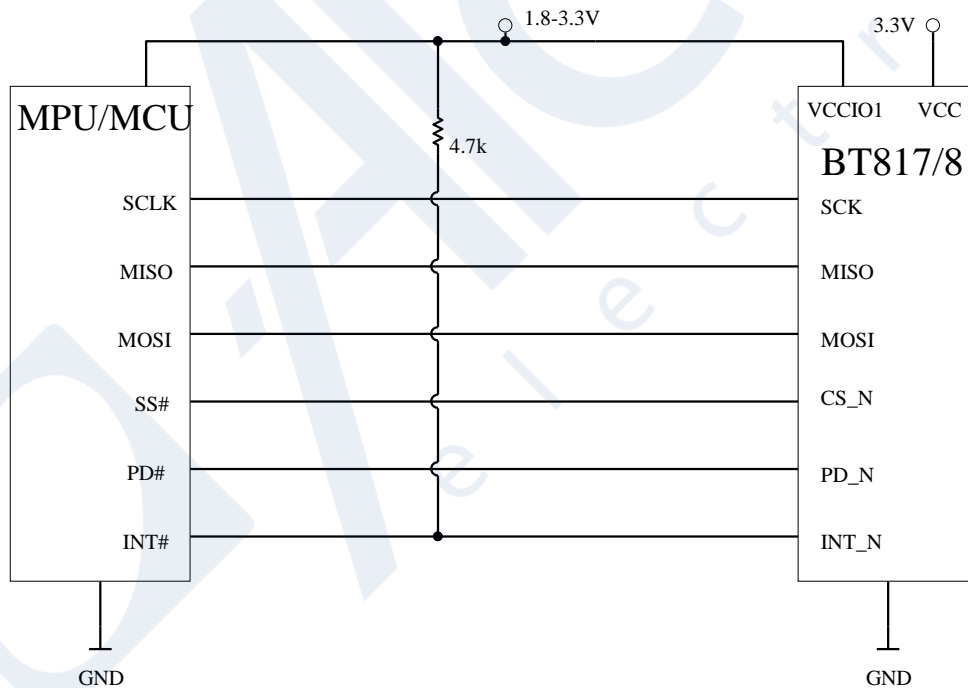 1.8-3.3V
3.3V
MPU/MCU
VCCIO1 VCC
4.7k
BT817/8
SCLK
SCK
MISO
MISO
MOSI
MOSI
SS#
CS_N
PD#
PD_N
INT#
INT_N
GND
GND
electr